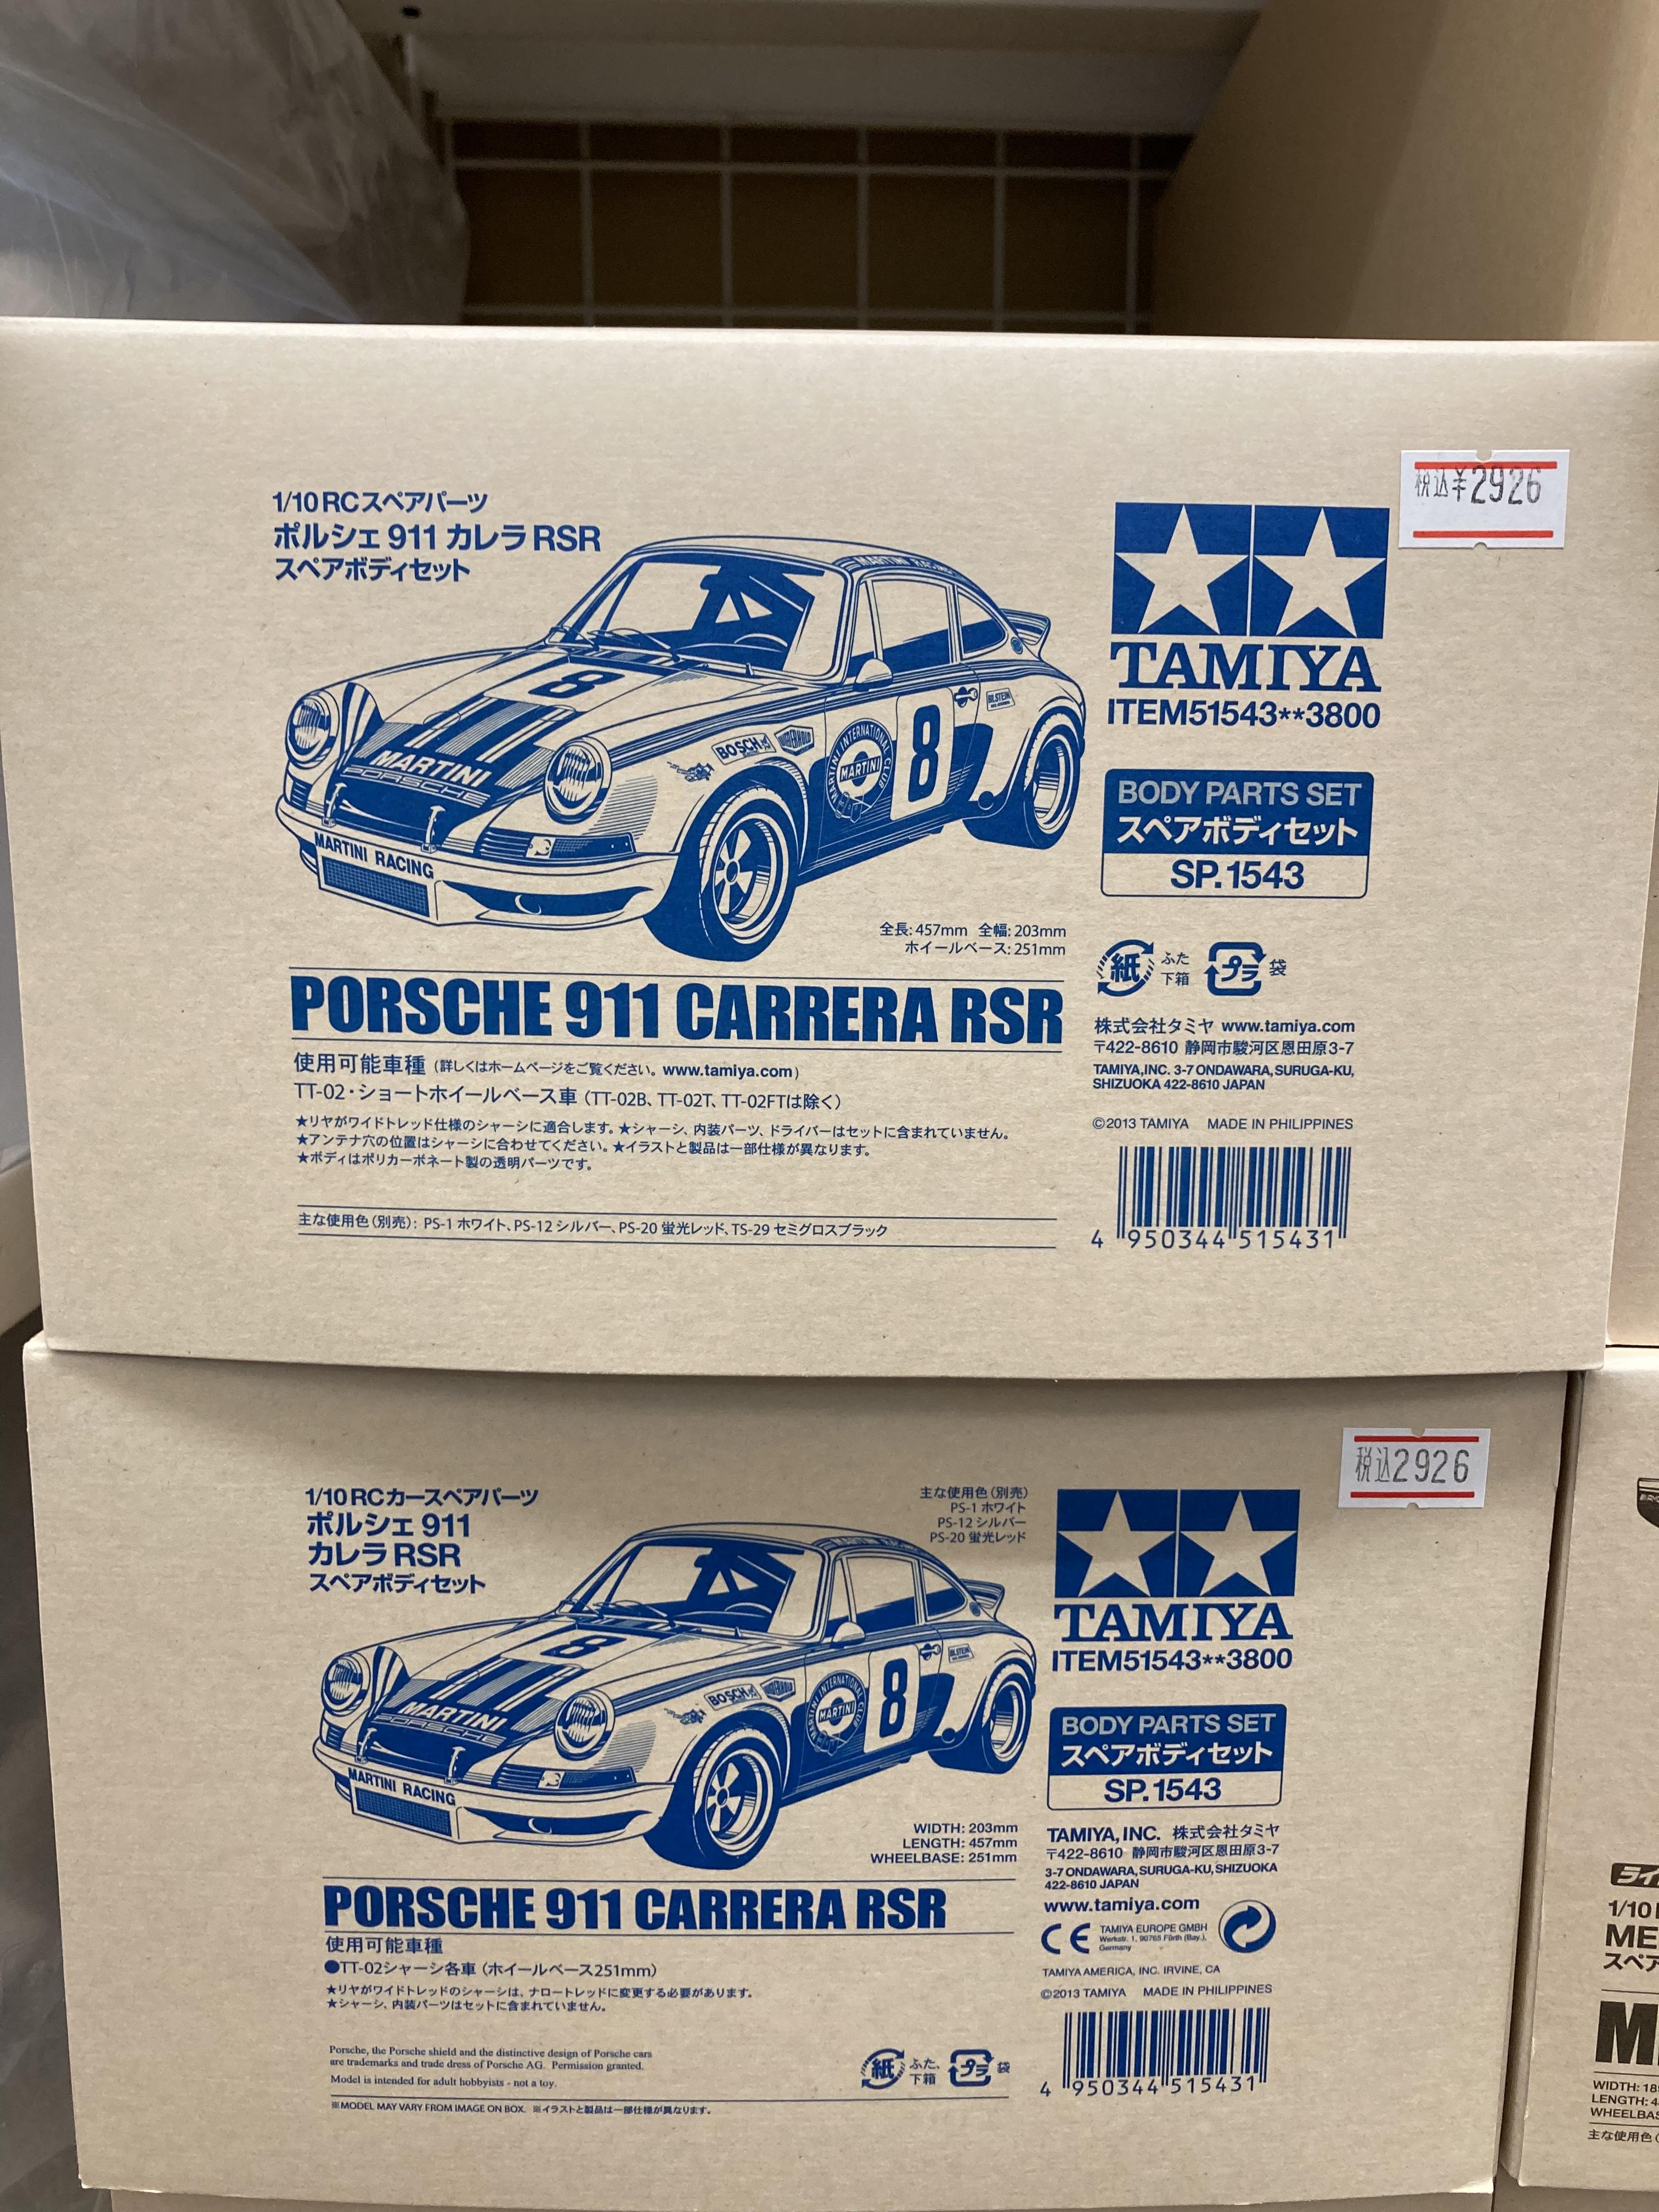 税込¥2926
1/10 RCスペアパーツ
ポルシェ 911 カレラ RSR
スペアボディセット
TAMIYA
ITEM51543**3800
BODY PARTS SET
スペアボディセット
SP.1543
MARTINI RACING
8
8
MARTINI
PORSCHE
MARTINI RACING
BOSCH
BILSTEIN
MARTINI INTERNATIONAL CLUB
MARTINI
全長: 457mm 全幅: 203mm
ホイールベース: 251mm
紙 ふた 下箱 プラ 袋
PORSCHE 911 CARRERA RSR
株式会社タミヤ www.tamiya.com
〒422-8610 静岡市駿河区恩田原3-7
TAMIYA,INC. 3-7 ONDAWARA, SURUGA-KU,
SHIZUOKA 422-8610 JAPAN
使用可能車種 (詳しくはホームページをご覧ください。www.tamiya.com)
TT-02・ショートホイールベース車 (TT-02B、TT-02T、TT-02FTは除く)
★リヤがワイドトレッド仕様のシャーシに適合します。★シャーシ、内装パーツ、ドライバーはセットに含まれていません。
★アンテナ穴の位置はシャーシに合わせてください。★イラストと製品は一部仕様が異なります。
★ボディはポリカーボネート製の透明パーツです。
©2013 TAMIYA MADE IN PHILIPPINES
主な使用色(別売): PS-1 ホワイト、PS-12 シルバー、PS-20 蛍光レッド、TS-29 セミグロスブラック
4 950344 515431
税込2926
1/10 RCカースペアパーツ
ポルシェ 911
カレラ RSR
スペアボディセット
主な使用色(別売)
PS-1 ホワイト
PS-12 シルバー
PS-20 蛍光レッド
TAMIYA
ITEM51543**3800
BODY PARTS SET
スペアボディセット
SP.1543
8
8
MARTINI
PORSCHE
MARTINI RACING
BOSCH
BILSTEIN
MARTINI INTERNATIONAL CLUB
MARTINI
WIDTH: 203mm
LENGTH: 457mm
WHEELBASE: 251mm
PORSCHE 911 CARRERA RSR
TAMIYA, INC. 株式会社タミヤ
〒422-8610 静岡市駿河区恩田原3-7
3-7 ONDAWARA, SURUGA-KU, SHIZUOKA
422-8610 JAPAN
www.tamiya.com
CE TAMIYA EUROPE GMBH
Werkstr. 1, 90765 Fürth (Bay.),
Germany
TAMIYA AMERICA, INC. IRVINE, CA
©2013 TAMIYA MADE IN PHILIPPINES
使用可能車種
●TT-02シャーシ各車 (ホイールベース251mm)
★リヤがワイドトレッドのシャーシは、ナロートレッドに変更する必要があります。
★シャーシ、内装パーツはセットに含まれていません。
Porsche, the Porsche shield and the distinctive design of Porsche cars
are trademarks and trade dress of Porsche AG. Permission granted.
Model is intended for adult hobbyists - not a toy.
紙 ふた、下箱 プラ 袋
4 950344 515431
※MODEL MAY VARY FROM IMAGE ON BOX. ※イラストと製品は一部仕様が異なります。
1/10
ME
スペア
WIDTH: 18
LENGTH: 4
WHEELBAS
主な使用色